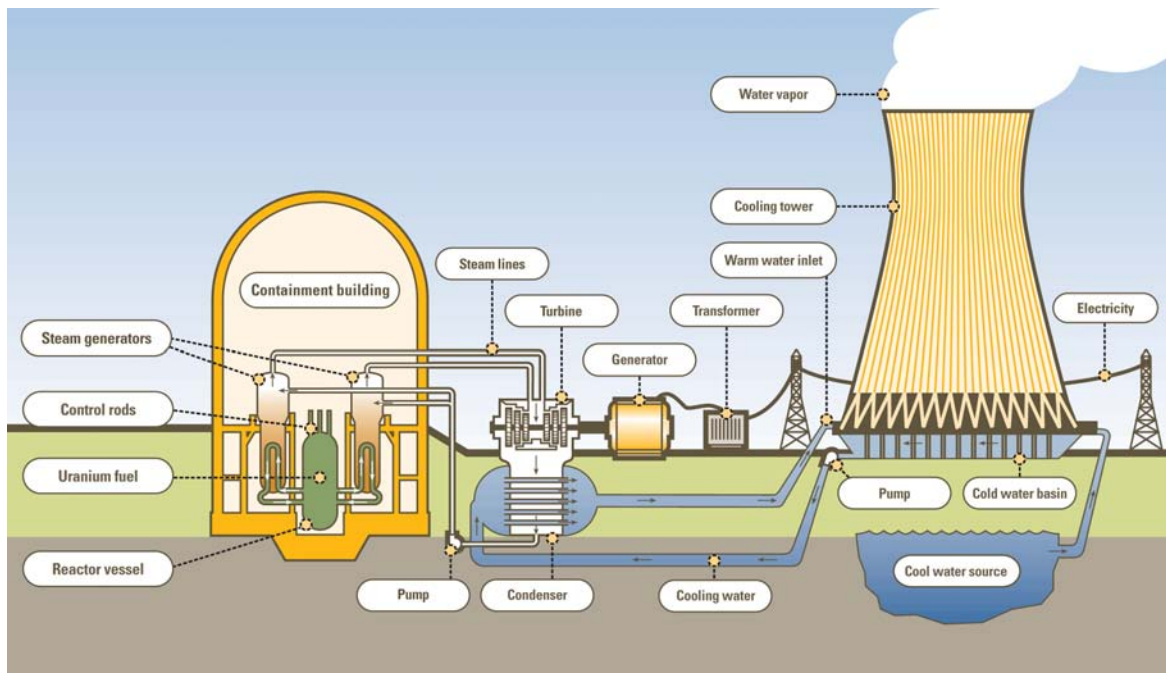 Water vapor
Cooling tower
Steam lines
Warm water inlet
Containment building
Turbine
Transformer
Electricity
Steam generators
Generator
Control rods
Uranium fuel
Pump
Cold water basin
Reactor vessel
Cool water source
Pump
Condenser
Cooling water